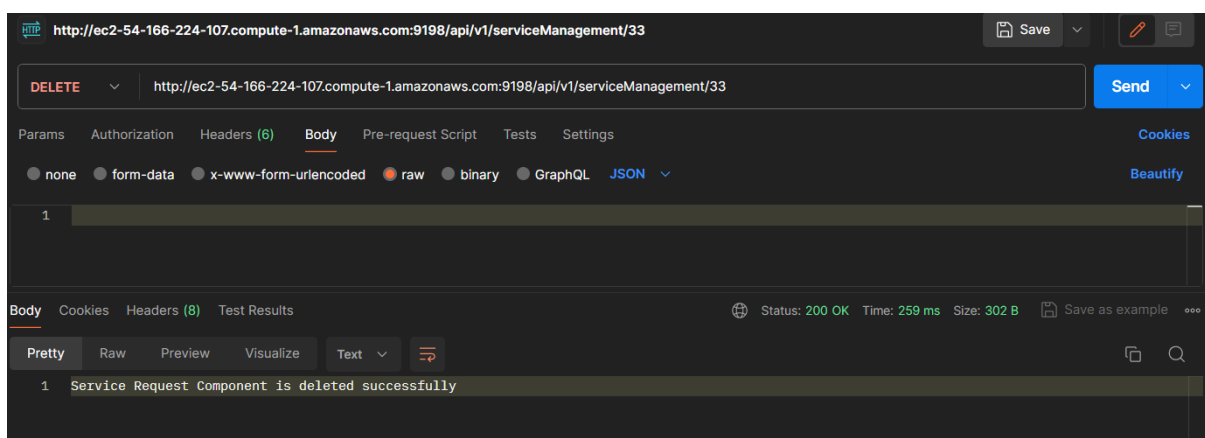 HTTP http://ec2-54-166-224-107.compute-1.amazonaws.com:9198/api/v1/serviceManagement/33 Save
DELETE http://ec2-54-166-224-107.compute-1.amazonaws.com:9198/api/v1/serviceManagement/33 Send
Params Authorization Headers (6) Body Pre-request Script Tests Settings Cookies
none form-data x-www-form-urlencoded raw binary GraphQL JSON Beautify
1
Body Cookies Headers (8) Test Results Status: 200 OK Time: 259 ms Size: 302 B Save as example
Pretty Raw Preview Visualize Text
1 Service Request Component is deleted successfully